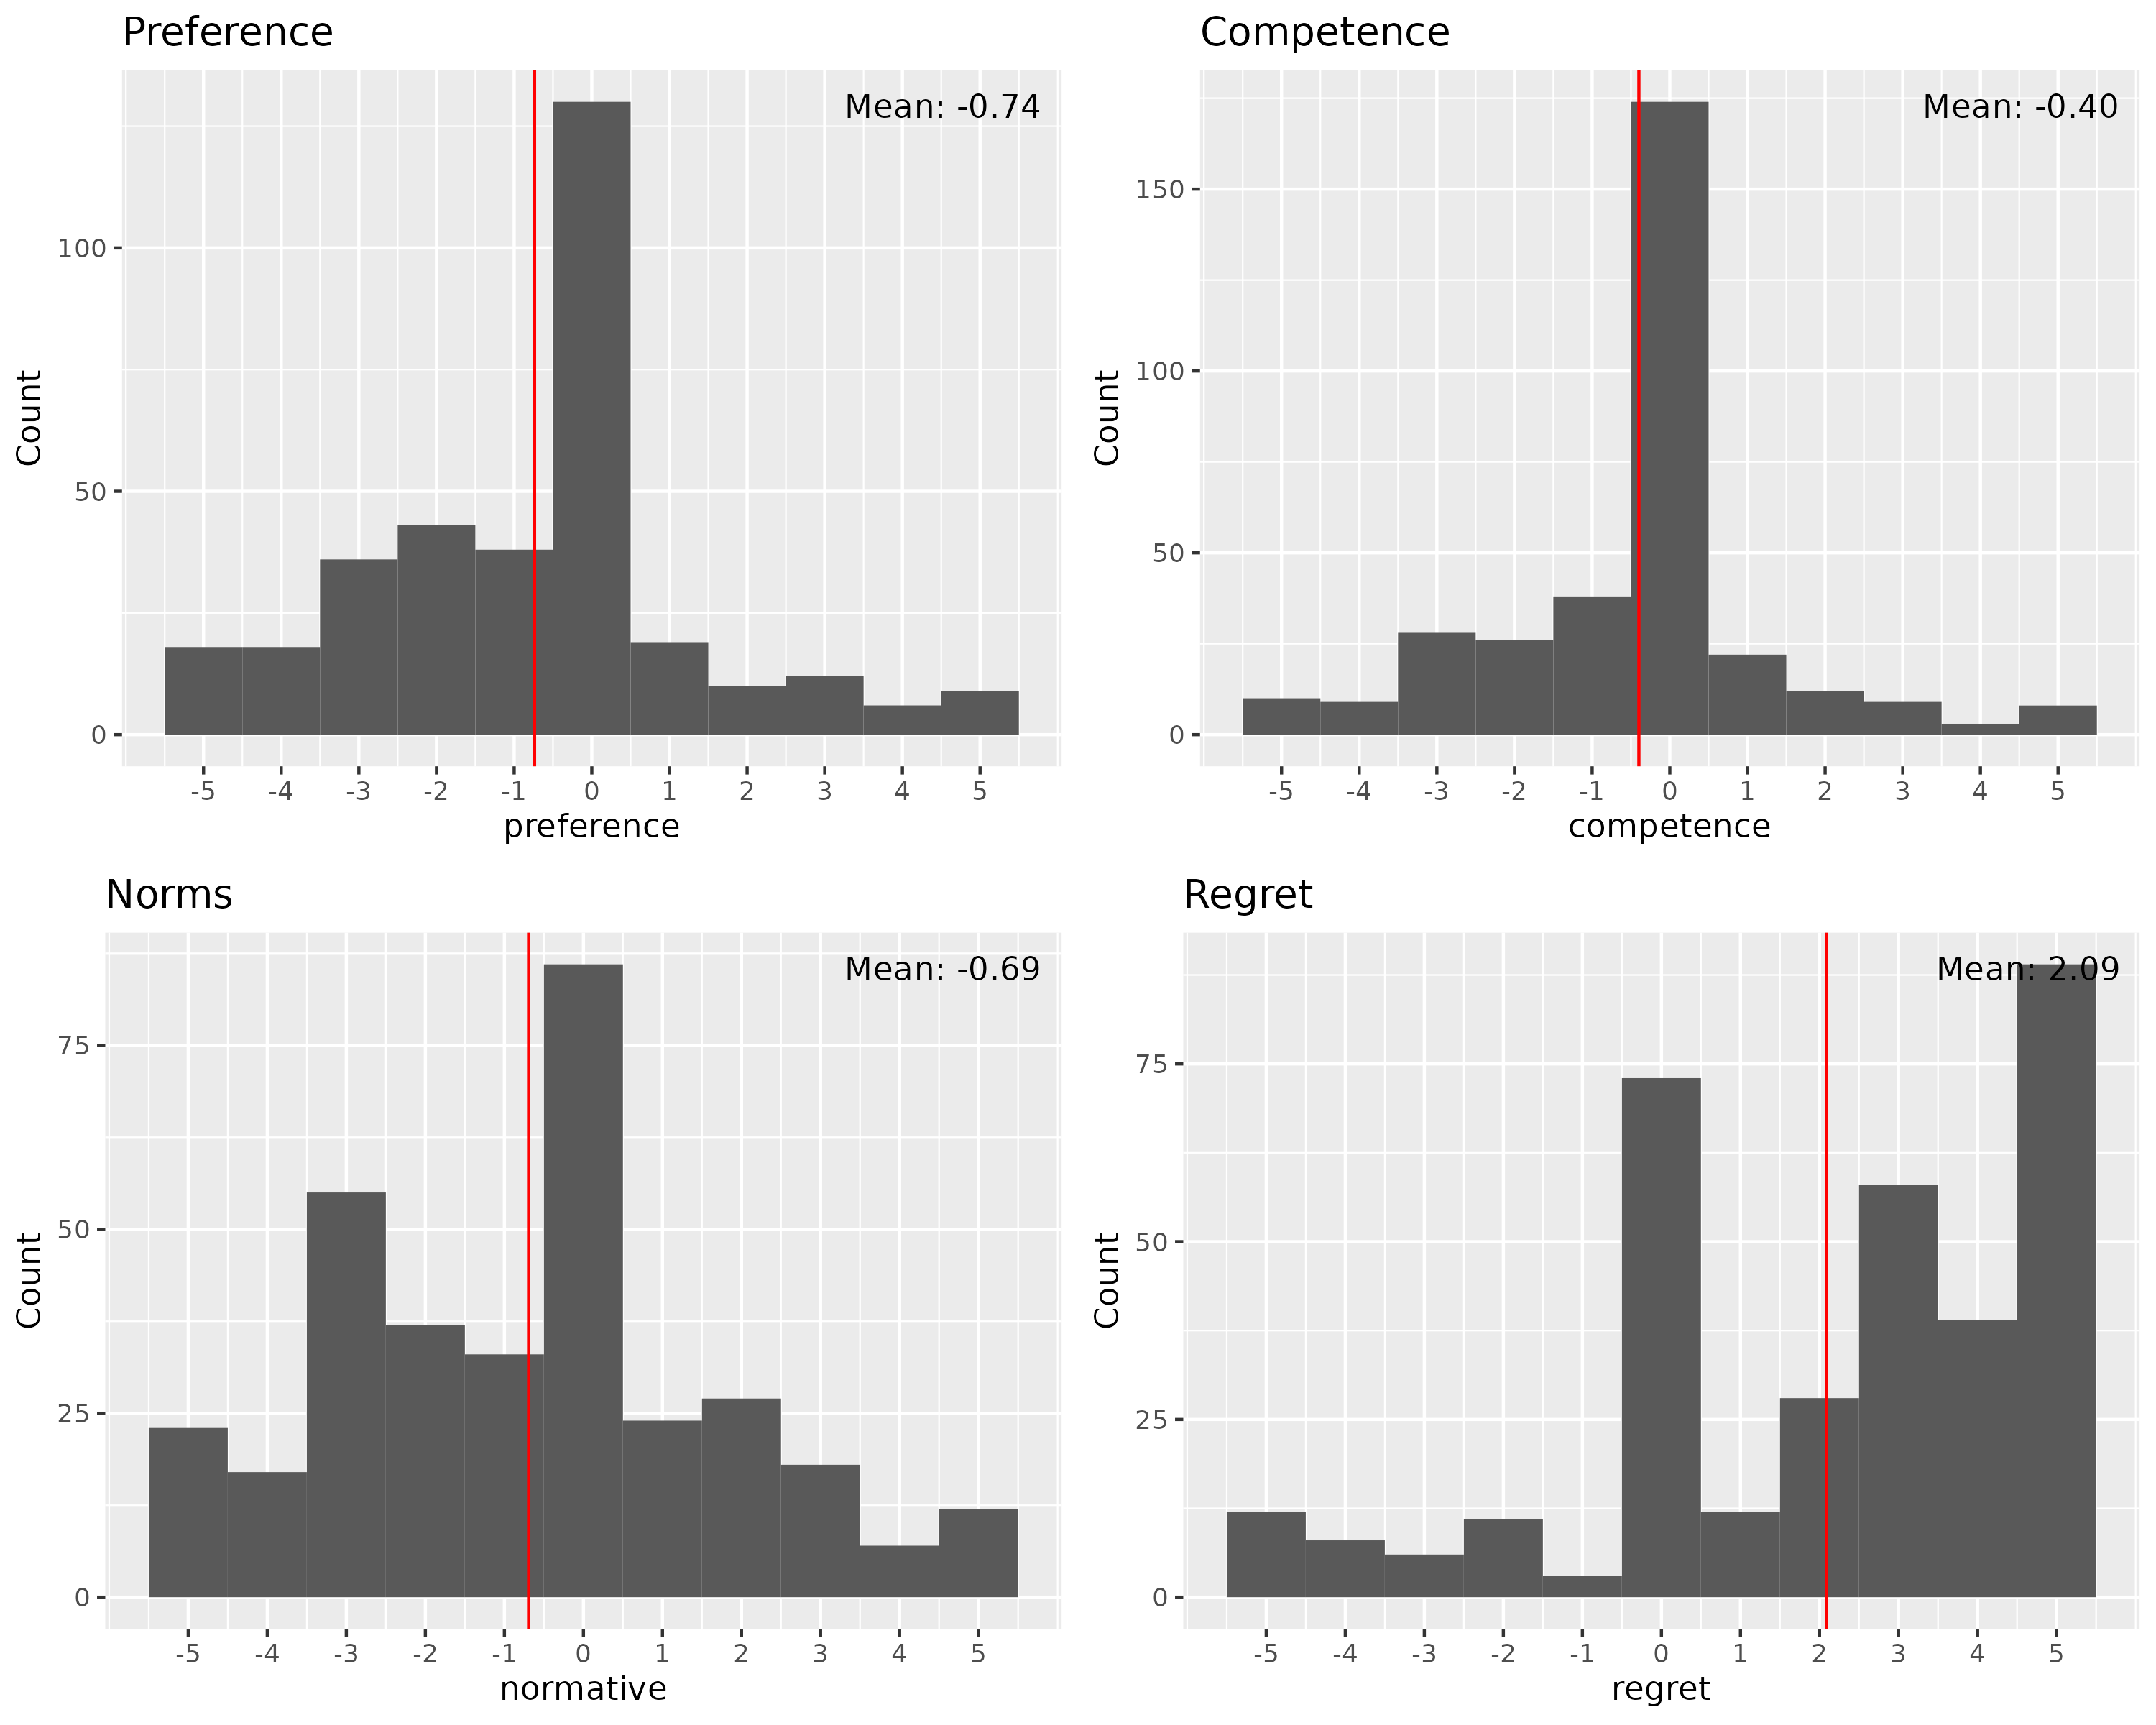 Preference
Mean: -0.74
Count
100
50
0
-5 -4 -3 -2 -1 0 1 2 3 4 5
preference
Competence
Mean: -0.40
Count
150
100
50
0
-5 -4 -3 -2 -1 0 1 2 3 4 5
competence
Norms
Mean: -0.69
Count
75
50
25
0
-5 -4 -3 -2 -1 0 1 2 3 4 5
normative
Regret
Mean: 2.09
Count
75
50
25
0
-5 -4 -3 -2 -1 0 1 2 3 4 5
regret